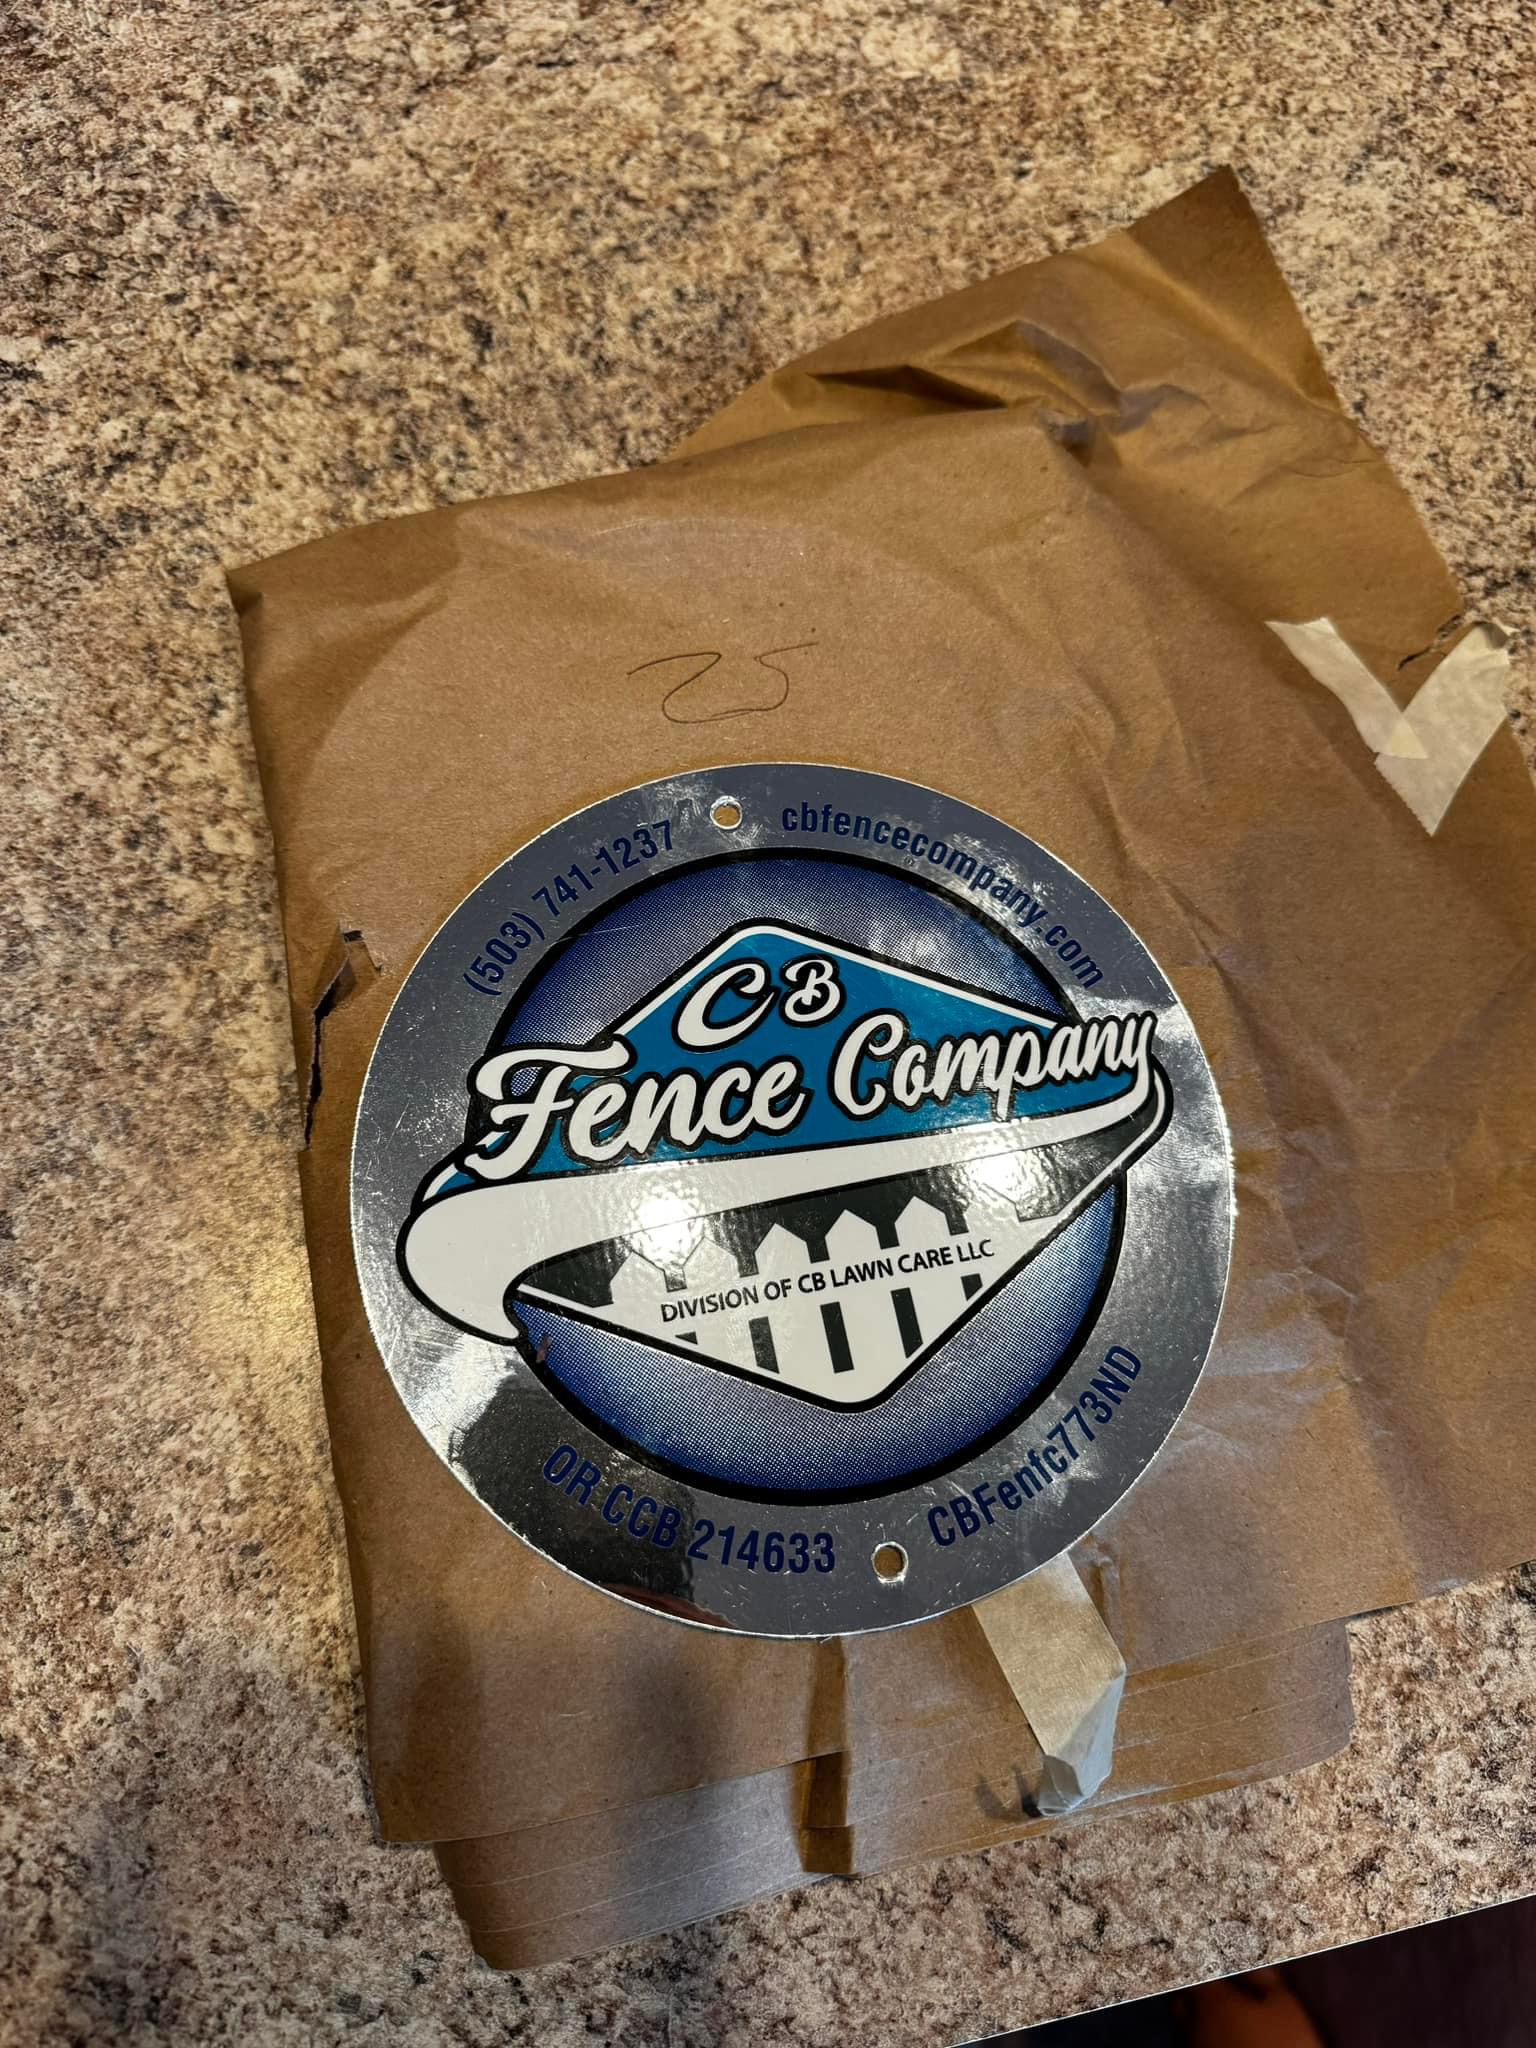 25
(503) 741-1237
cbfencecompany.com
CB
Fence Company
DIVISION OF CB LAWN CARE LLC
OR CCB 214633
CBFenfc773ND